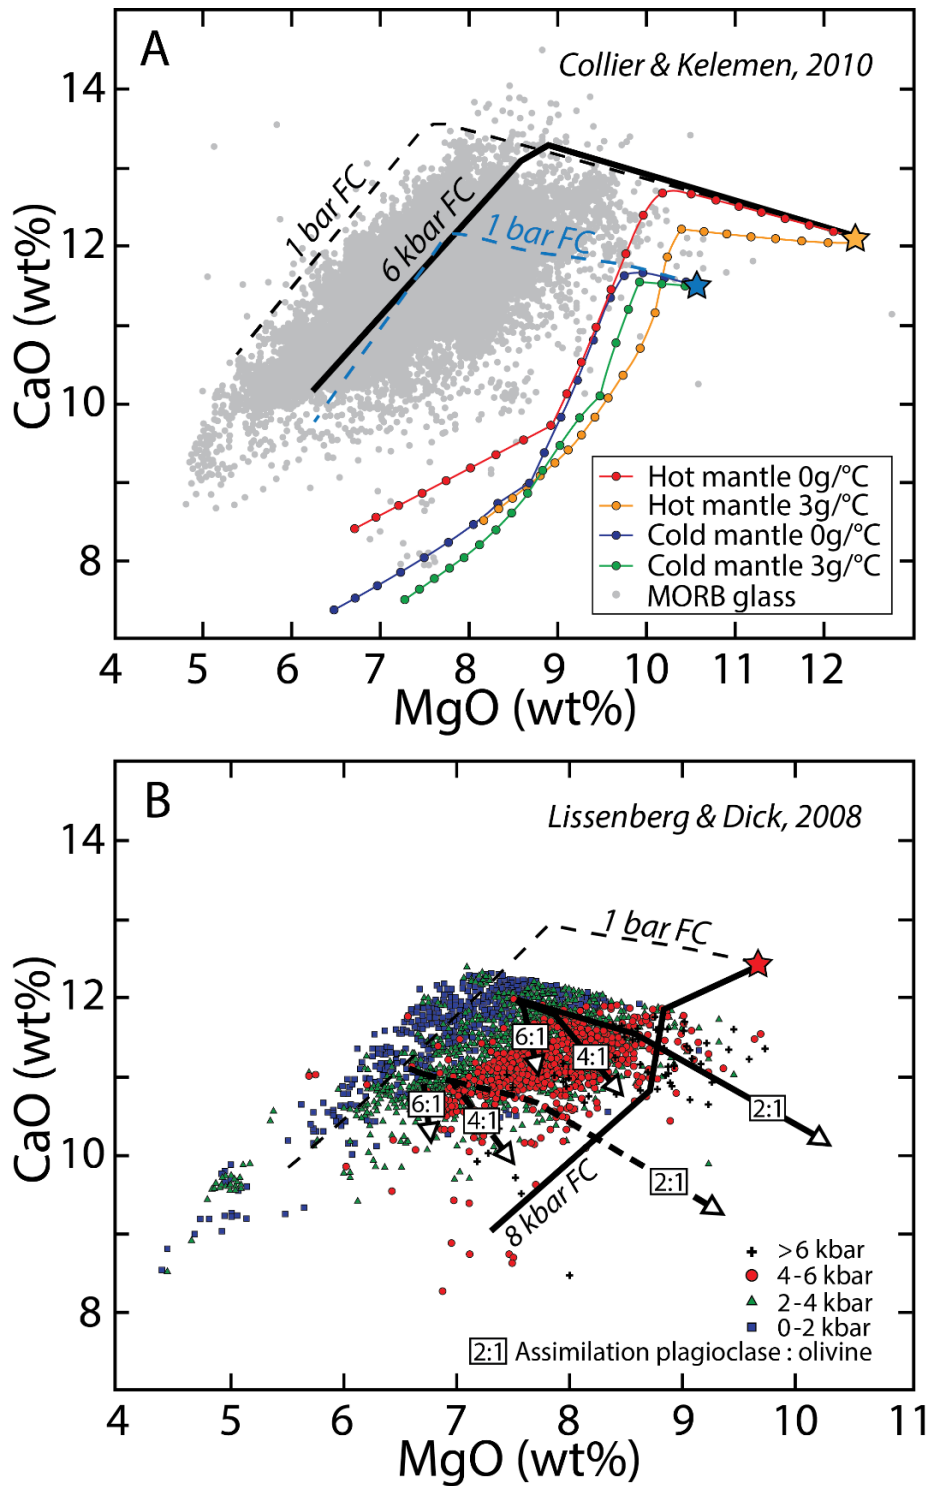 A
Collier & Kelemen, 2010
14
12
10
8
CaO (wt%)
1 bar FC
6 kbar FC
1 bar FC
Hot mantle 0g/°C
Hot mantle 3g/°C
Cold mantle 0g/°C
Cold mantle 3g/°C
MORB glass
4 5 6 7 8 9 10 11 12
MgO (wt%)
B
Lissenberg & Dick, 2008
14
12
10
8
CaO (wt%)
1 bar FC
6:1
4:1
2:1
6:1
4:1
2:1
8 kbar FC
>6 kbar
4-6 kbar
2-4 kbar
0-2 kbar
2:1 Assimilation plagioclase : olivine
4 5 6 7 8 9 10 11
MgO (wt%)